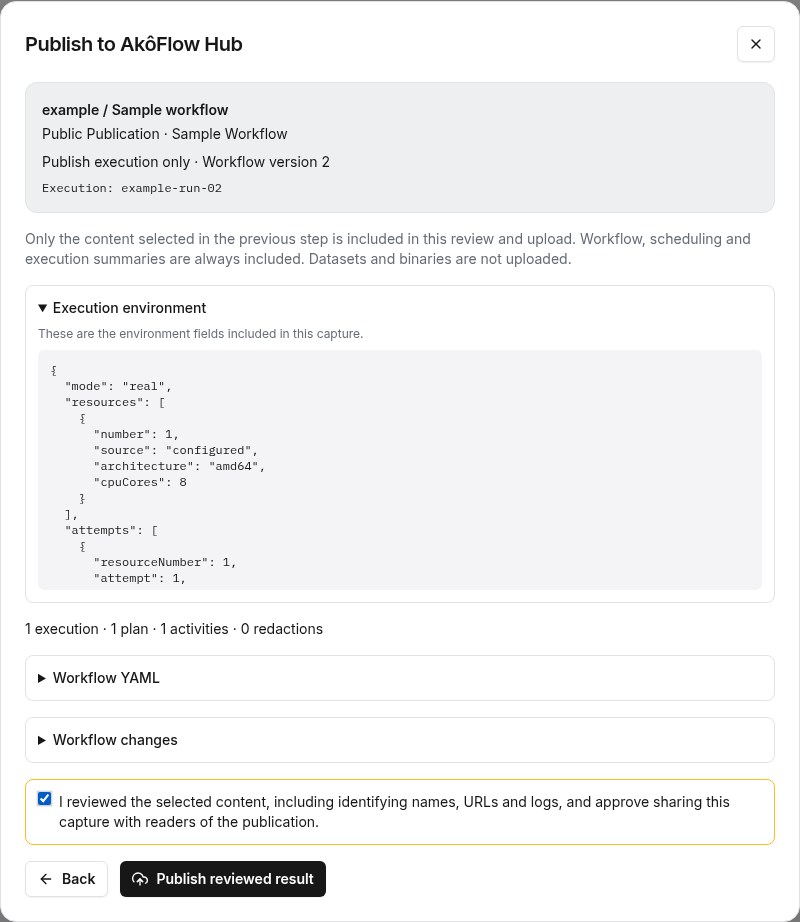 Publish to AkôFlow Hub
example / Sample workflow
Public Publication · Sample Workflow
Publish execution only · Workflow version 2
Execution: example-run-02
Only the content selected in the previous step is included in this review and upload. Workflow, scheduling and
execution summaries are always included. Datasets and binaries are not uploaded.
Execution environment
These are the environment fields included in this capture.
{
  "mode": "real",
  "resources": [
    {
      "number": 1,
      "source": "configured",
      "architecture": "amd64",
      "cpuCores": 8
    }
  ],
  "attempts": [
    {
      "resourceNumber": 1,
      "attempt": 1,
1 execution · 1 plan · 1 activities · 0 redactions
Workflow YAML
Workflow changes
I reviewed the selected content, including identifying names, URLs and logs, and approve sharing this
capture with readers of the publication.
Back
Publish reviewed result